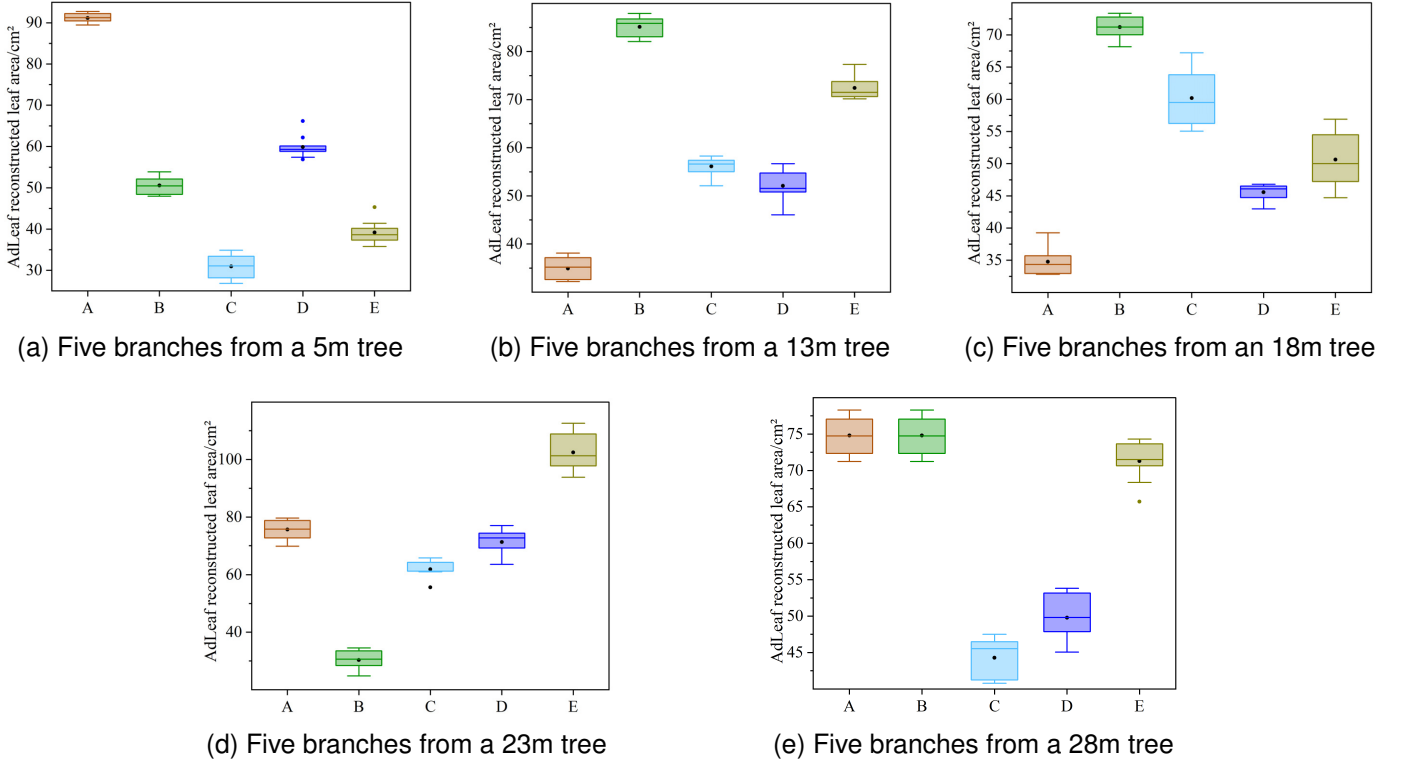 AdLeaf reconstructed leaf area/cm²
90
80
70
60
50
40
30
A B C D E
(a) Five branches from a 5m tree
AdLeaf reconstructed leaf area/cm²
80
70
60
50
40
A B C D E
(b) Five branches from a 13m tree
AdLeaf reconstructed leaf area/cm²
70
65
60
55
50
45
40
35
A B C D E
(c) Five branches from an 18m tree
AdLeaf reconstructed leaf area/cm²
100
80
60
40
A B C D E
(d) Five branches from a 23m tree
AdLeaf reconstructed leaf area/cm²
75
70
65
60
55
50
45
A B C D E
(e) Five branches from a 28m tree